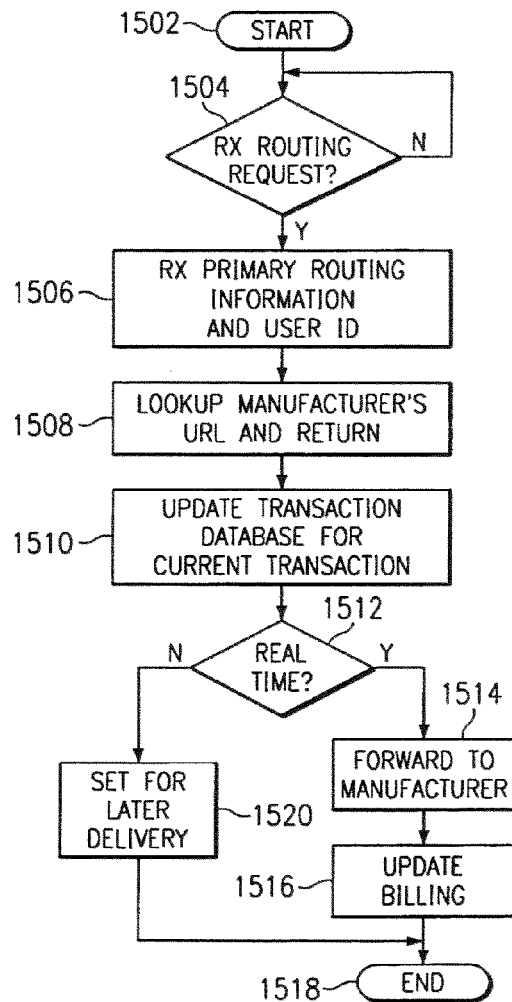 1502
START
1504
RX ROUTING
REQUEST?
N
Y
1506
RX PRIMARY ROUTING
INFORMATION
AND USER ID
1508
LOOKUP MANUFACTURER'S
URL AND RETURN
1510
UPDATE TRANSACTION
DATABASE FOR
CURRENT TRANSACTION
1512
N
REAL
TIME?
Y
1514
FORWARD TO
MANUFACTURER
SET FOR
LATER
DELIVERY
1520
1516
UPDATE
BILLING
1518
END